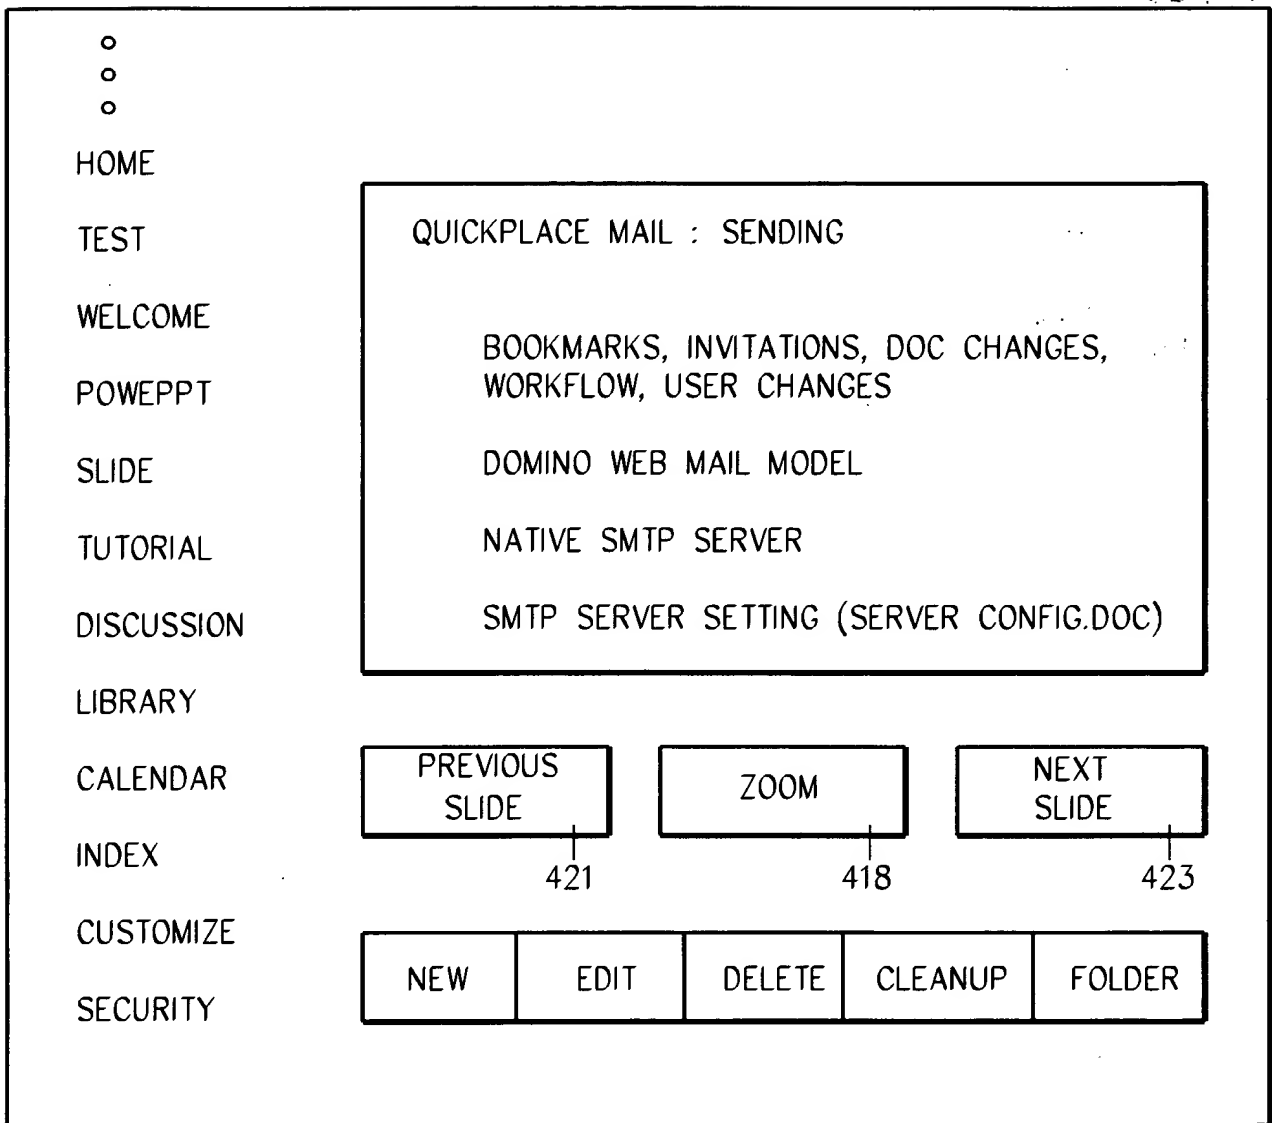 HOME
TEST
WELCOME
POWEPPT
SLIDE
TUTORIAL
DISCUSSION
LIBRARY
CALENDAR
INDEX
CUSTOMIZE
SECURITY
QUICKPLACE MAIL : SENDING
BOOKMARKS, INVITATIONS, DOC CHANGES,
WORKFLOW, USER CHANGES
DOMINO WEB MAIL MODEL
NATIVE SMTP SERVER
SMTP SERVER SETTING (SERVER CONFIG.DOC)
PREVIOUS
SLIDE
421
ZOOM
418
NEXT
SLIDE
423
NEW
EDIT
DELETE
CLEANUP
FOLDER